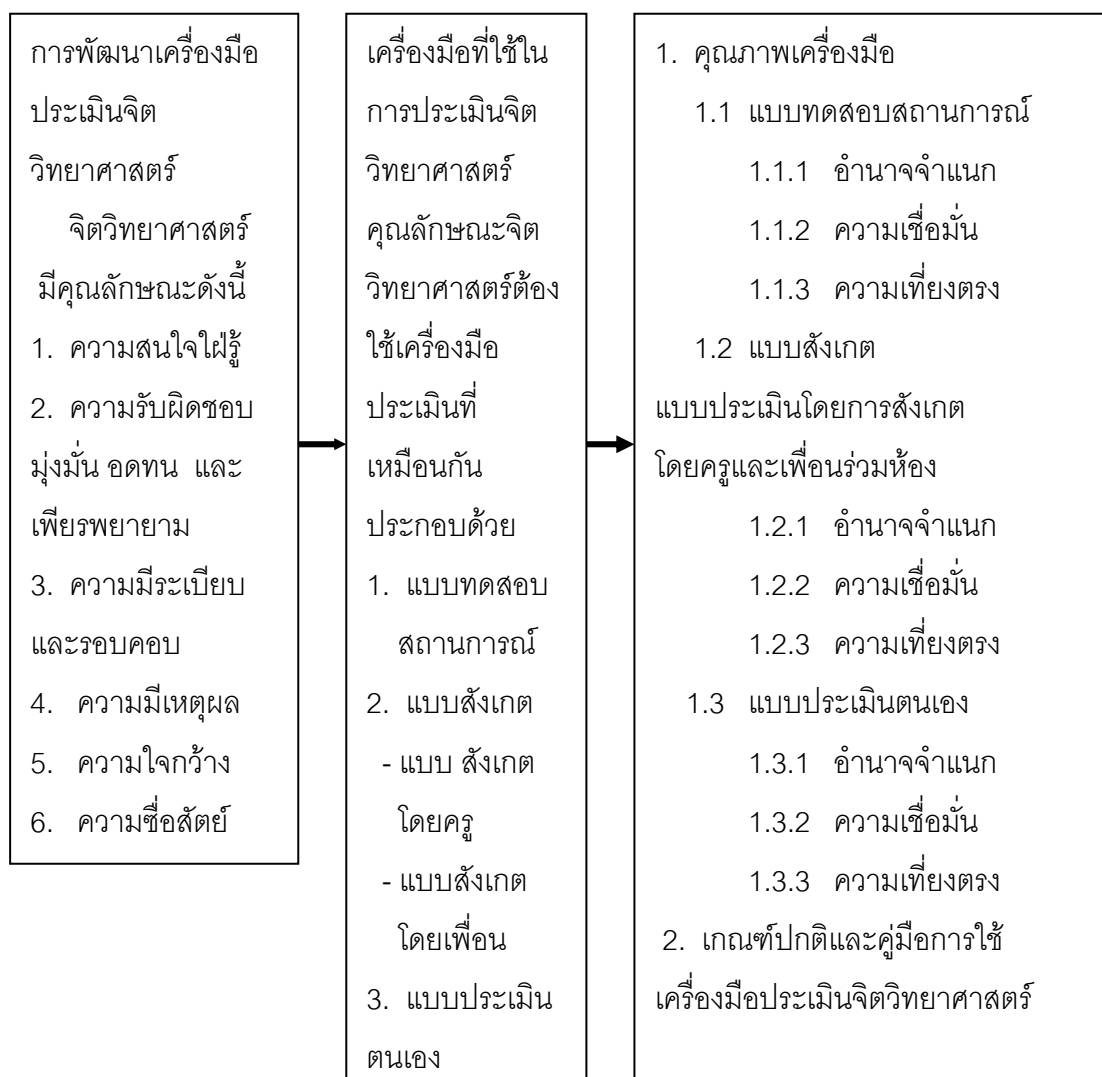 การพัฒนาเครื่องมือ
ประเมินจิต
วิทยาศาสตร์
จิตวิทยาศาสตร์
มีคุณลักษณะดังนี้
1. ความสนใจใฝ่รู้
2. ความรับผิดชอบ
มุ่งมั่น อดทน และ
เพียรพยายาม
3. ความมีระเบียบ
และรอบคอบ
4. ความมีเหตุผล
5. ความใจกว้าง
6. ความซื่อสัตย์
เครื่องมือที่ใช้ใน
การประเมินจิต
วิทยาศาสตร์
คุณลักษณะจิต
วิทยาศาสตร์ต้อง
ใช้เครื่องมือ
ประเมินที่
เหมือนกัน
ประกอบด้วย
1. แบบทดสอบ
สถานการณ์
2. แบบสังเกต
- แบบ สังเกต
โดยครู
- แบบสังเกต
โดยเพื่อน
3. แบบประเมิน
ตนเอง
1. คุณภาพเครื่องมือ
1.1 แบบทดสอบสถานการณ์
1.1.1 อำนาจจำแนก
1.1.2 ความเชื่อมั่น
1.1.3 ความเที่ยงตรง
1.2 แบบสังเกต
แบบประเมินโดยการสังเกต
โดยครูและเพื่อนร่วมห้อง
1.2.1 อำนาจจำแนก
1.2.2 ความเชื่อมั่น
1.2.3 ความเที่ยงตรง
1.3 แบบประเมินตนเอง
1.3.1 อำนาจจำแนก
1.3.2 ความเชื่อมั่น
1.3.3 ความเที่ยงตรง
2. เกณฑ์ปกติและคู่มือการใช้
เครื่องมือประเมินจิตวิทยาศาสตร์